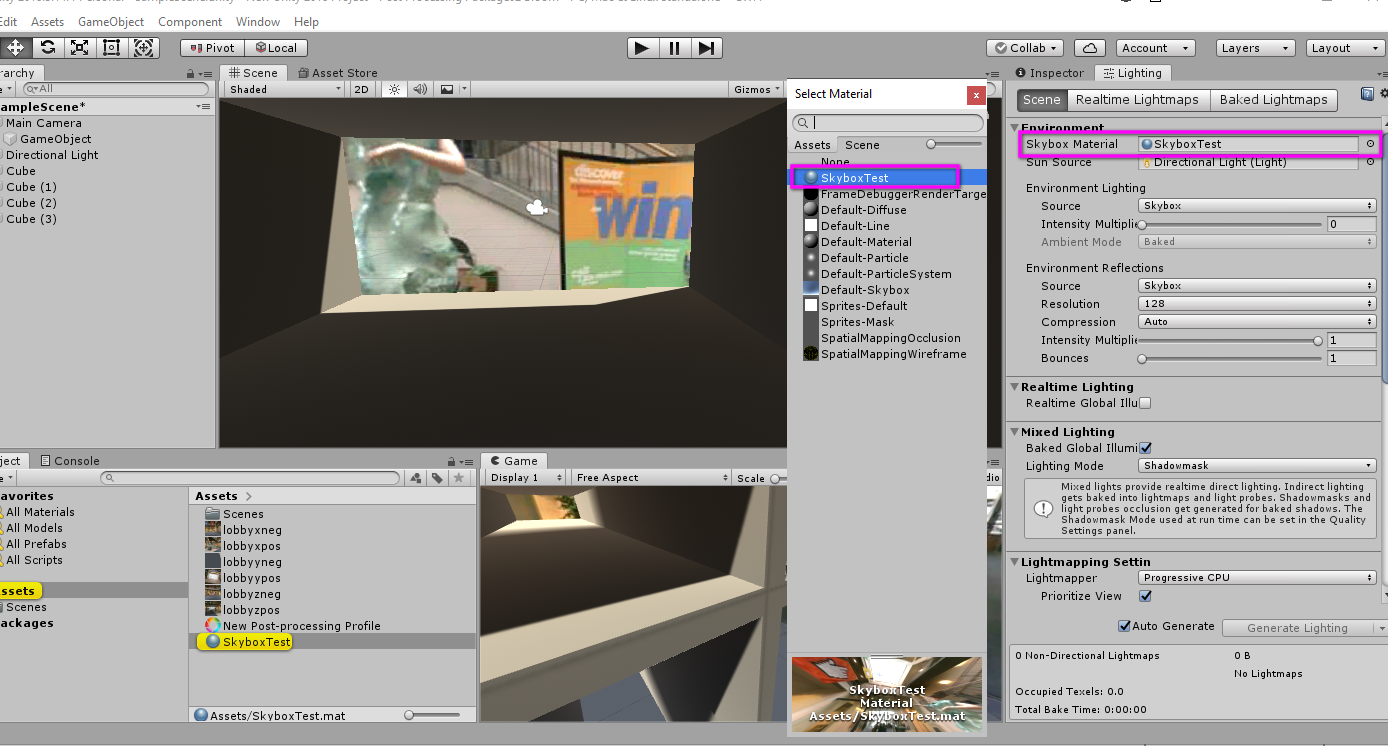 Edit Assets GameObject Component Window Help
Pivot Local Collab Account Layers Layout
rarchy Scene Asset Store Inspector Lighting
All Shaded 2D Gizmos
ampleScene*
Main Camera
GameObject
Directional Light
Cube
Cube (1)
Cube (2)
Cube (3)
discover
win
Select Material
x
Assets Scene
None
SkyboxTest
FrameDebuggerRenderTarge
Default-Diffuse
Default-Line
Default-Material
Default-Particle
Default-ParticleSystem
Default-Skybox
Sprites-Default
Sprites-Mask
SpatialMappingOcclusion
SpatialMappingWireframe
SkyboxTest
Material
Assets/SkyboxTest.mat
Scene Realtime Lightmaps Baked Lightmaps
Environment
Skybox Material SkyboxTest
Sun Source Directional Light (Light)
Environment Lighting
Source Skybox
Intensity Multiplie 0
Ambient Mode Baked
Environment Reflections
Source Skybox
Resolution 128
Compression Auto
Intensity Multiplie 1
Bounces 1
Realtime Lighting
Realtime Global Illu
Mixed Lighting
Baked Global Illumi
Lighting Mode Shadowmask
Mixed lights provide realtime direct lighting. Indirect lighting
gets baked into lightmaps and light probes. Shadowmasks and
light probes occlusion get generated for baked shadows. The
Shadowmask Mode used at run time can be set in the Quality
Settings panel.
Lightmapping Settin
Lightmapper Progressive CPU
Prioritize View
Auto Generate Generate Lighting
0 Non-Directional Lightmaps 0 B
No Lightmaps
Occupied Texels: 0.0
Total Bake Time: 0:00:00
ject Console
avorites
All Materials
All Models
All Prefabs
All Scripts
ssets
Scenes
ackages
Assets
Scenes
lobbyxneg
lobbyxpos
lobbyyneg
lobbyypos
lobbyzneg
lobbyzpos
New Post-processing Profile
SkyboxTest
Assets/SkyboxTest.mat
Game
Display 1 Free Aspect Scale dio